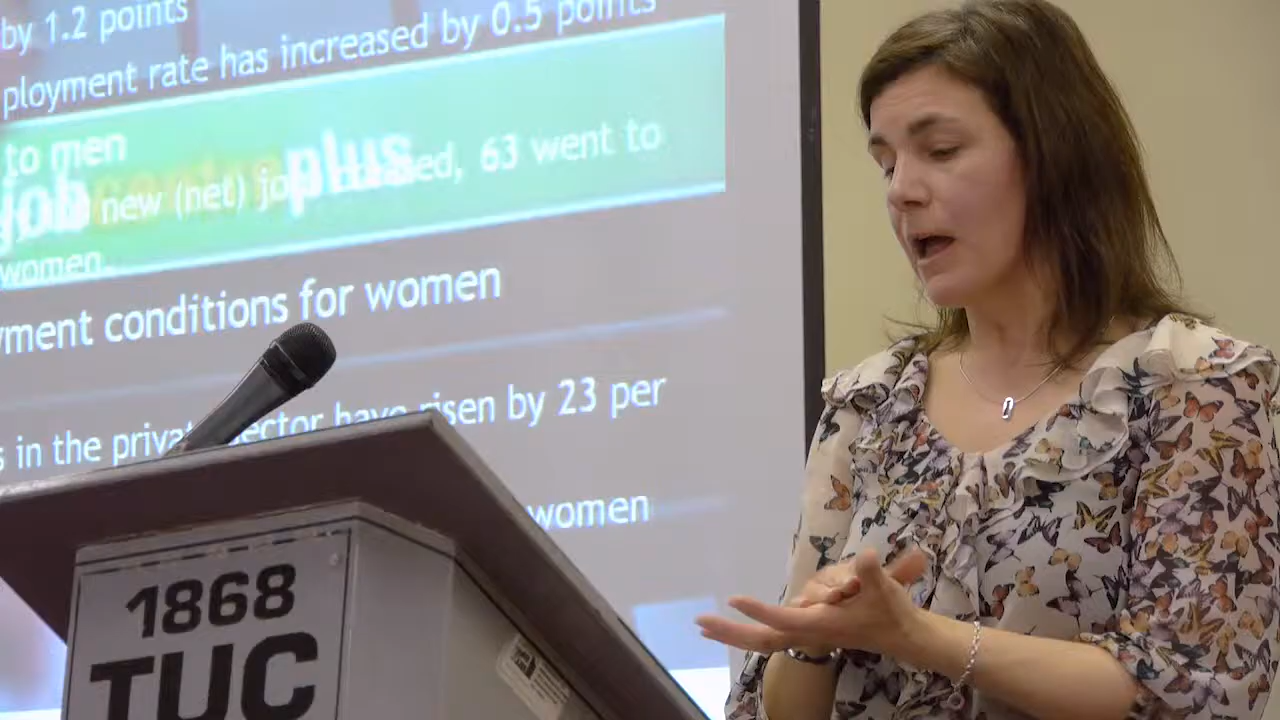 by 1.2 points
ployment rate has increased by 0.5 points
to men
jobcentreplus
new (net) jobs created, 63 went to
women.
yment conditions for women
s in the private sector have risen by 23 per
women
1868
TUC